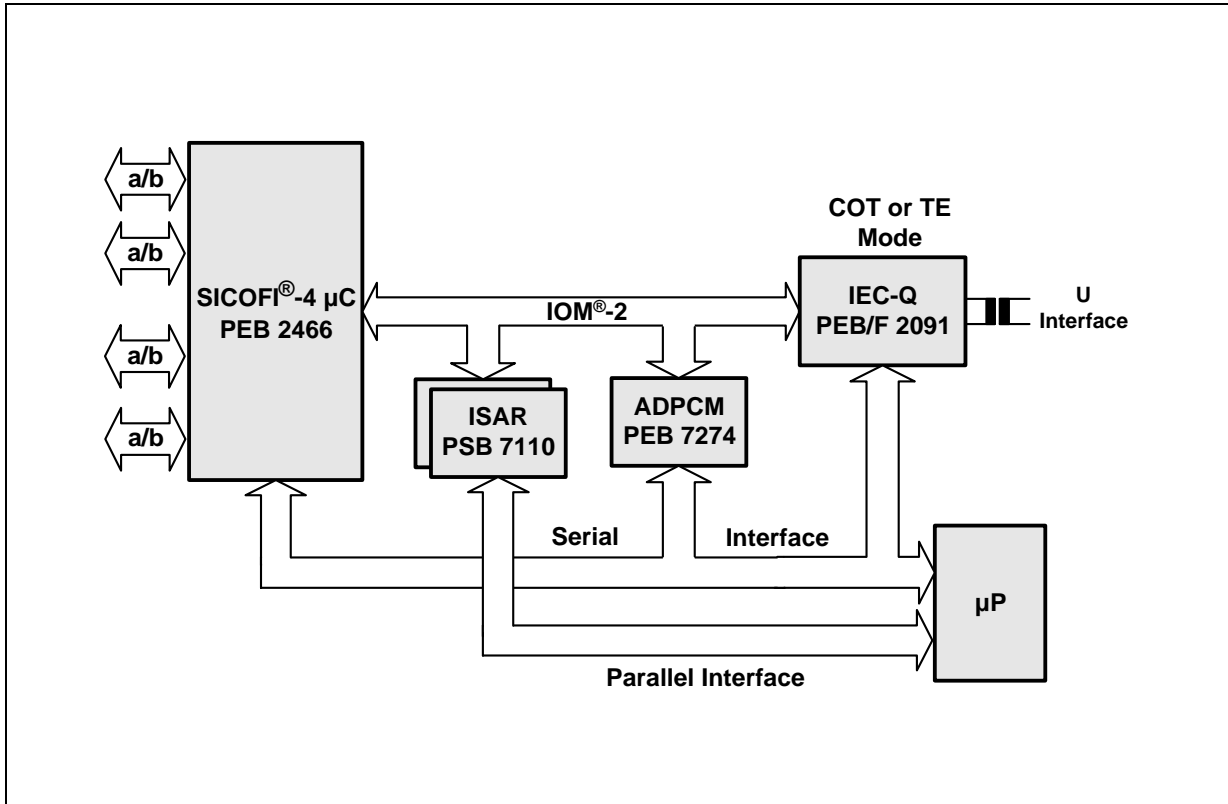 a/b
a/b
a/b
a/b
SICOFI®-4 µC
PEB 2466
IOM®-2
ISAR
PSB 7110
ADPCM
PEB 7274
COT or TE
Mode
IEC-Q
PEB/F 2091
U
Interface
Serial Interface
Parallel Interface
µP